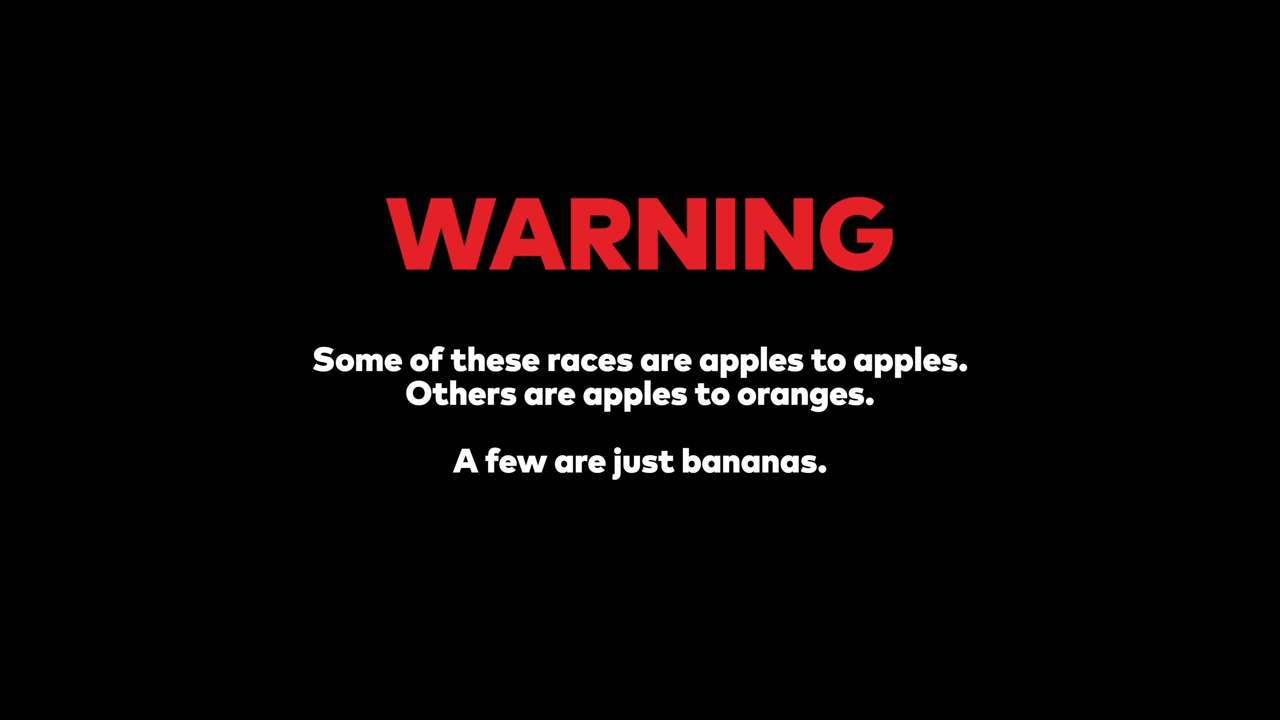 WARNING
Some of these races are apples to apples.
Others are apples to oranges.
A few are just bananas.